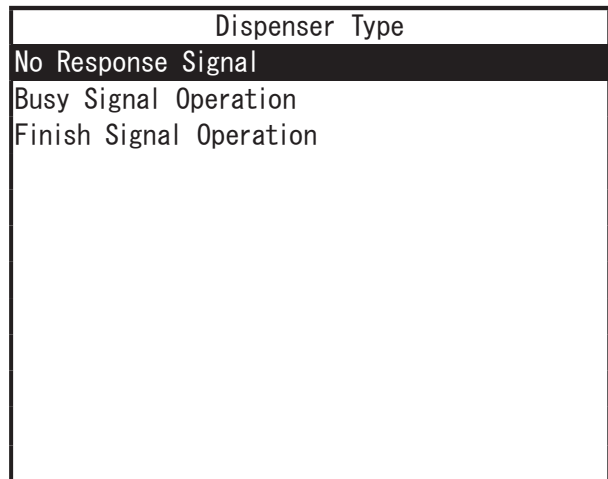 Dispenser Type
No Response Signal
Busy Signal Operation
Finish Signal Operation